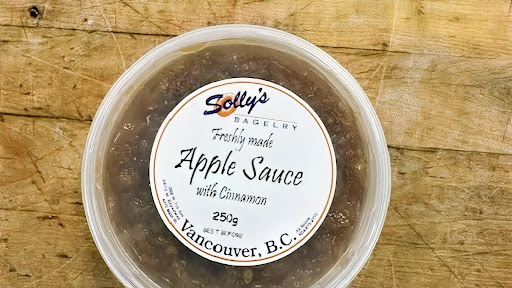 Solly's
BAGELRY
Freshly made
Apple Sauce
with Cinnamon
250g
BEST BEFORE
Vancouver, B.C.